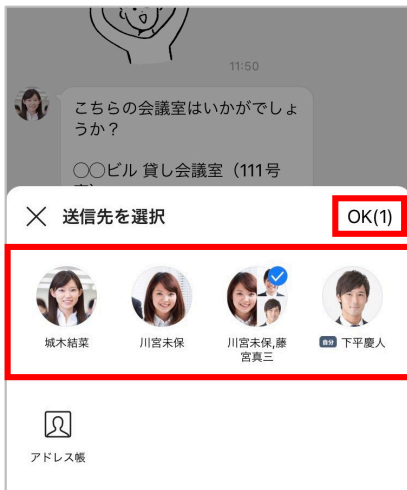 11:50
こちらの会議室はいかがでしょ
うか？
○○ビル 貸し会議室（111号
送信先を選択
OK(1)
城木結菜
川宮未保
川宮未保,藤
宮真三
自分 下平慶人
アドレス帳